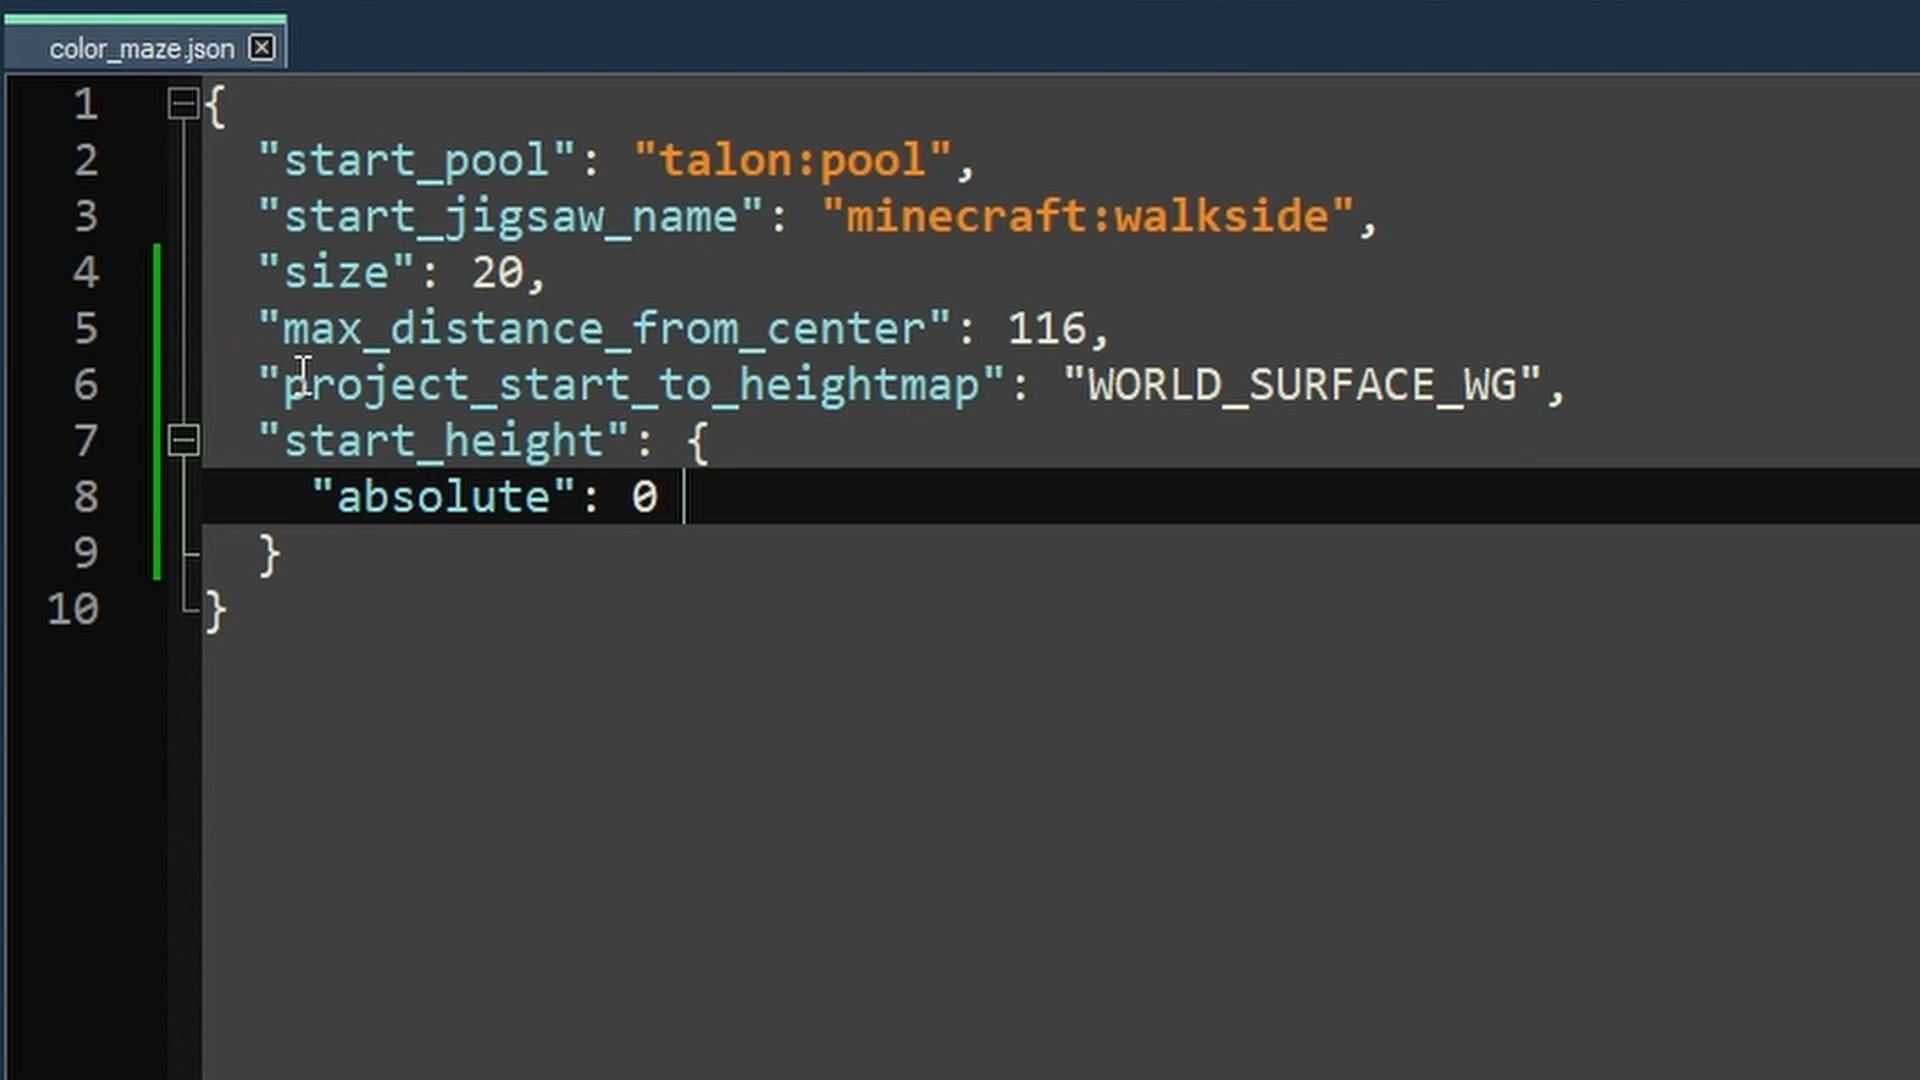 color_maze.json
1 {
2 "start_pool": "talon:pool",
3 "start_jigsaw_name": "minecraft:walkside",
4 "size": 20,
5 "max_distance_from_center": 116,
6 "project_start_to_heightmap": "WORLD_SURFACE_WG",
7 "start_height": {
8 "absolute": 0
9 }
10 }